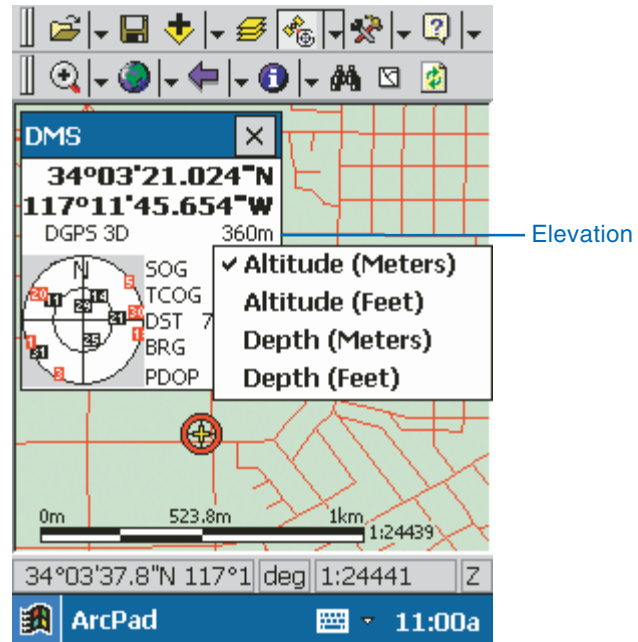 DMS
34°03'21.024"N
117°11'45.654"W
DGPS 3D 360m
Elevation
N
SOG
TCOG
DST 7
BRG
PDOP
✓ Altitude (Meters)
Altitude (Feet)
Depth (Meters)
Depth (Feet)
0m 523.8m 1km
1:24439
34°03'37.8"N 117°1 deg 1:24441 Z
ArcPad 11:00a